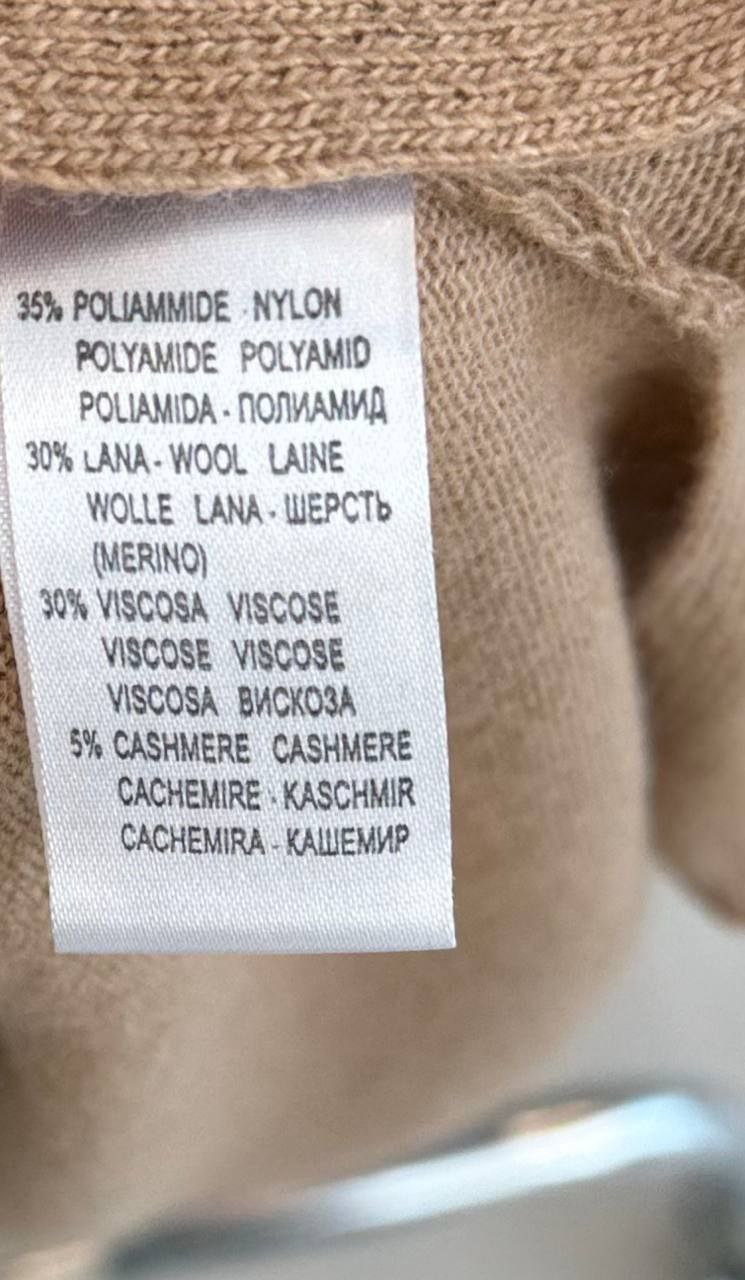 35% POLIAMMIDE - NYLON
POLYAMIDE POLYAMID
POLIAMIDA - ПОЛИАМИД
30% LANA - WOOL LAINE
WOLLE LANA - ШЕРСТЬ
(MERINO)
30% VISCOSA VISCOSE
VISCOSE VISCOSE
VISCOSA ВИСКОЗА
5% CASHMERE CASHMERE
CACHEMIRE - KASCHMIR
CACHEMIRA - КАШЕМИР